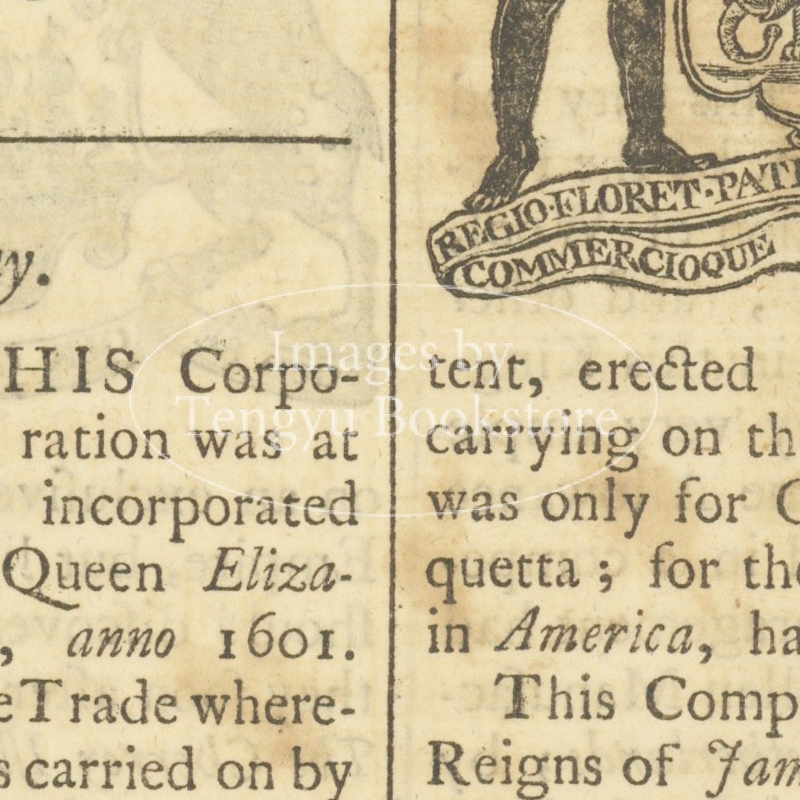 REGIO·FLORET·PATR
COMMERCIOQUE
y.
HIS Corpo-
ration was at
incorporated
Queen Eliza-
, anno 1601.
Trade where-
carried on by
tent, erected
carrying on th
was only for
quetta; for the
in America, ha
This Comp
Reigns of Jam
Images by
Tengyu Bookstore